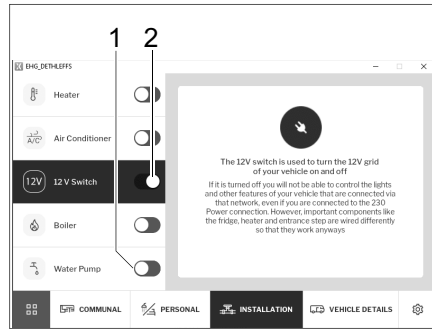 1 2
EHG_DETHLEFFS
Heater
A/C
Air Conditioner
12V
12 V Switch
Boiler
Water Pump
The 12V switch is used to turn the 12V grid
of your vehicle on and off
If it is turned off you will not be able to control the lights
and other features of your vehicle that are connected via
that network, even if you are connected to the 230
Power connection. However, important components like
the fridge, heater and entrance step are wired differently
so that they work anyways
COMMUNAL PERSONAL INSTALLATION VEHICLE DETAILS